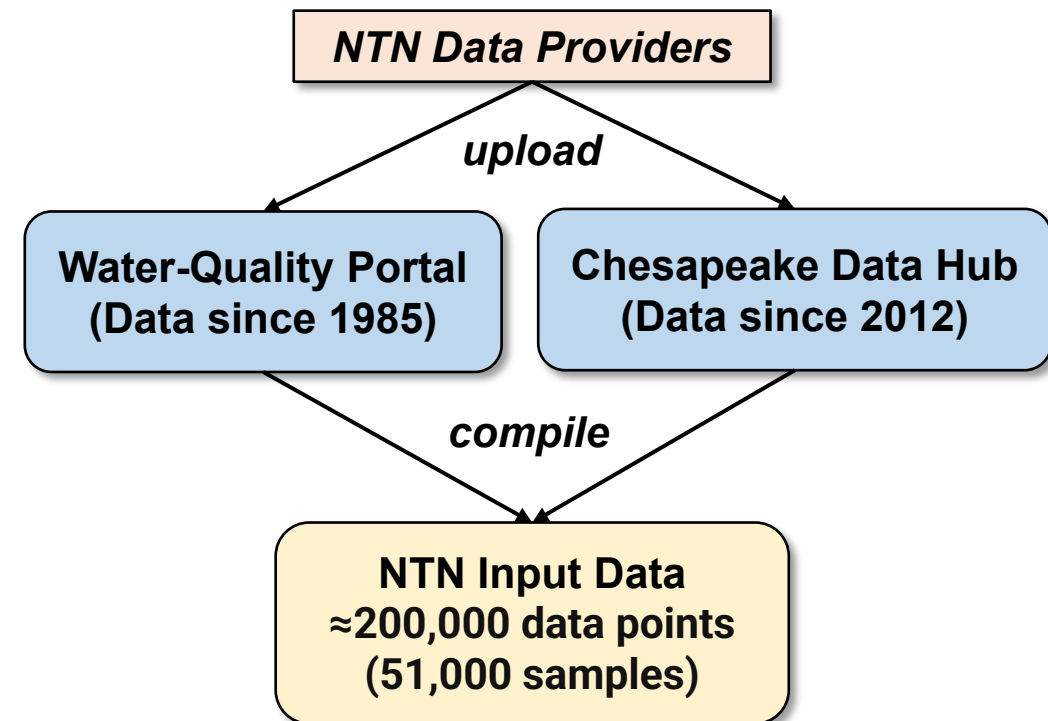 NTN Data Providers
upload
Water-Quality Portal
(Data since 1985)
Chesapeake Data Hub
(Data since 2012)
compile
NTN Input Data
≈200,000 data points
(51,000 samples)